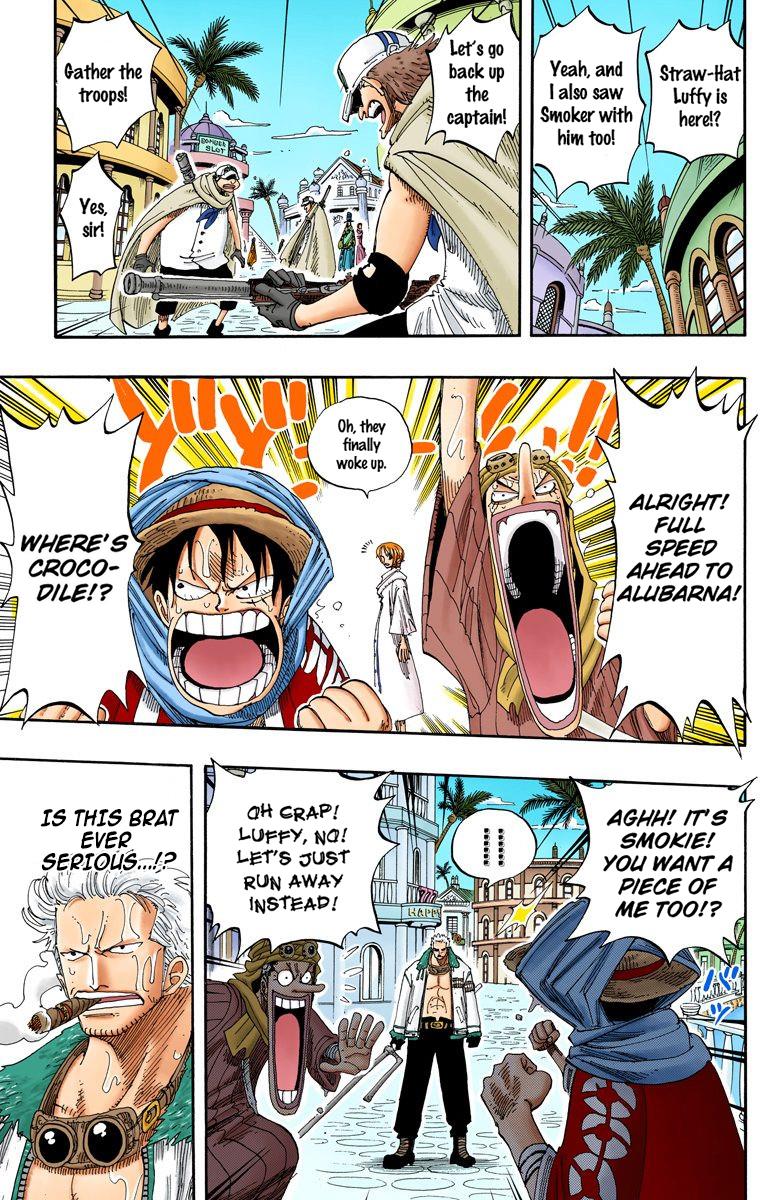 Straw-Hat
Luffy is
here!?
Yeah, and
I also saw
Smoker with
him too!
Let's go
back up
the
captain!
Gather the
troops!
Yes,
sir!
ALRIGHT!
FULL
SPEED
AHEAD TO
ALUBARNA!
Oh, they
finally
woke up.
WHERE'S
CROCO-
DILE!?
AGHH! IT'S
SMOKIE!
YOU WANT A
PIECE OF
ME TOO!?
!!
!!
!!
!!
!!
OH CRAP!
LUFFY, NO!
LET'S JUST
RUN AWAY
INSTEAD!
HAPPY
バッ
IS THIS BRAT
EVER
SERIOUS...!?